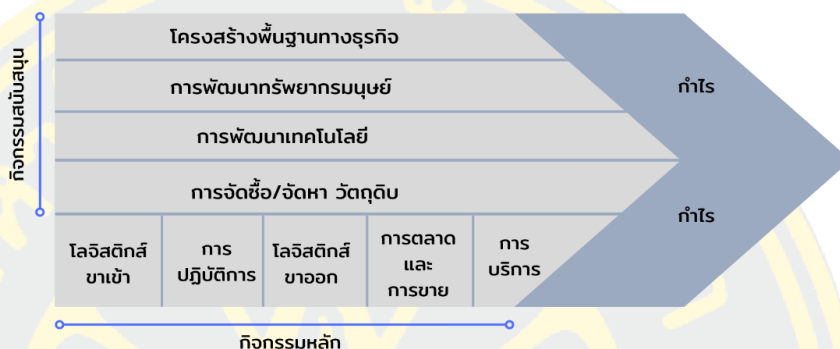 กิจกรรมสนับสนุน
โครงสร้างพื้นฐานทางธุรกิจ
การพัฒนาทรัพยากรมนุษย์
กำไร
การพัฒนาเทคโนโลยี
การจัดซื้อ/จัดหา วัตถุดิบ
กำไร
โลจิสติกส์
ขาเข้า
การ
ปฏิบัติการ
โลจิสติกส์
ขาออก
การตลาด
และ
การขาย
การ
บริการ
กิจกรรมหลัก